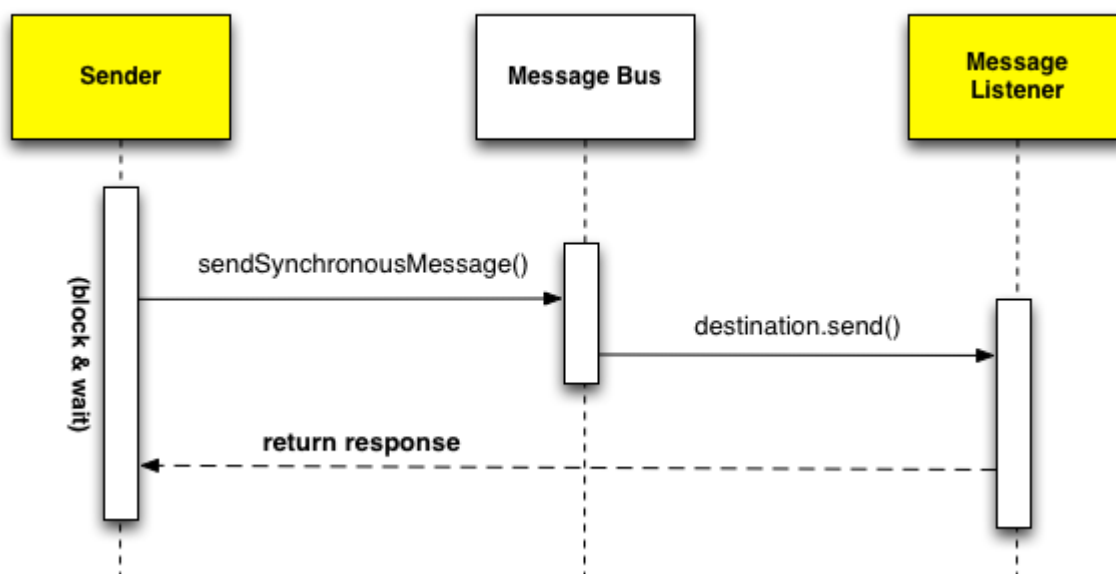 Sender
Message Bus
Message
Listener
sendSynchronousMessage()
destination.send()
(block & wait)
return response